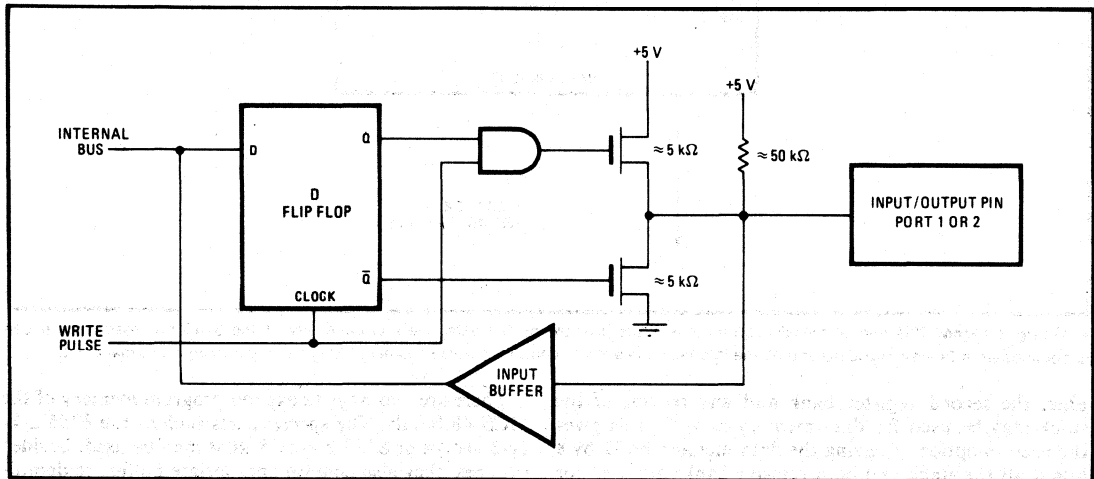 +5 V
+5 V
INTERNAL
BUS
D
Q
≈ 5 kΩ
≈ 50 kΩ
D
FLIP FLOP
INPUT/OUTPUT PIN
PORT 1 OR 2
Q̅
≈ 5 kΩ
CLOCK
WRITE
PULSE
INPUT
BUFFER